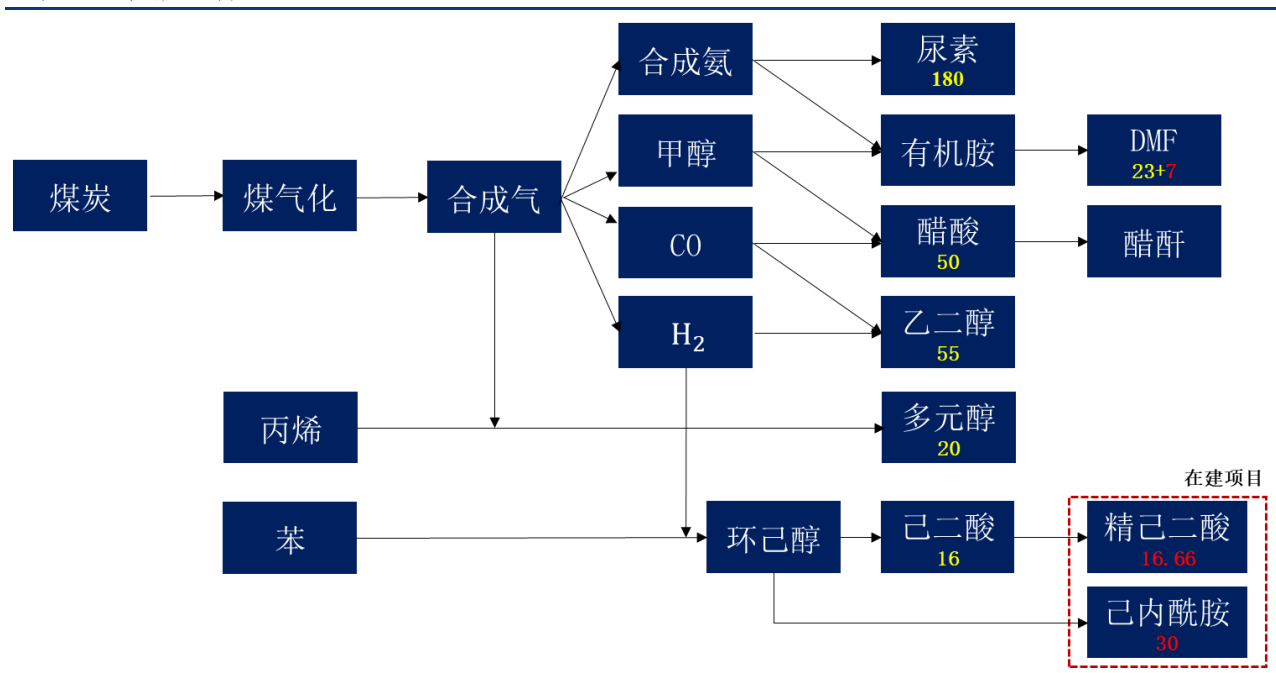 合成氨
尿素
180
甲醇
有机胺
DMF
23+7
煤炭
煤气化
合成气
CO
醋酸
50
醋酐
H₂
乙二醇
55
丙烯
多元醇
20
在建项目
苯
环己醇
己二酸
16
精己二酸
16.66
己内酰胺
30